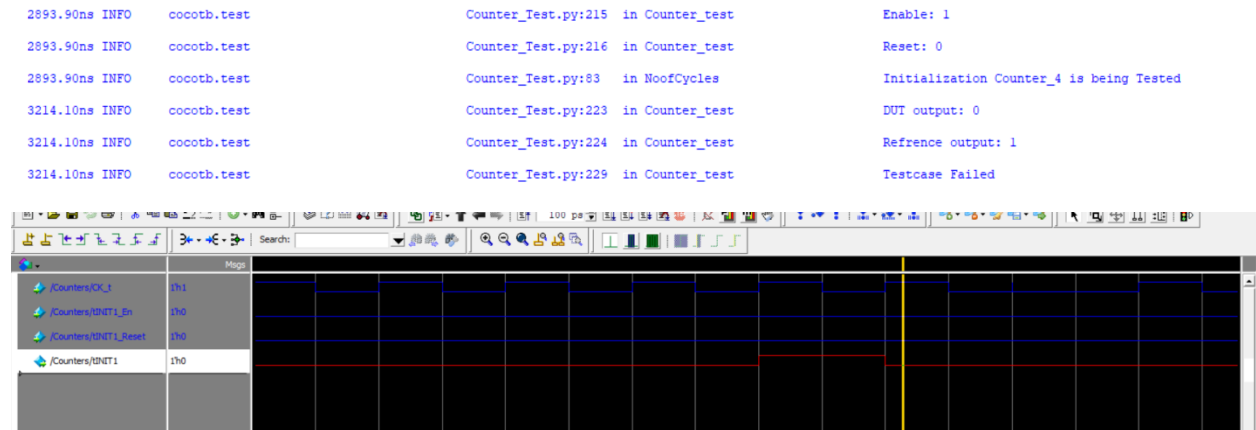 2893.90ns INFO cocotb.test Counter_Test.py:215 in Counter_test Enable: 1
2893.90ns INFO cocotb.test Counter_Test.py:216 in Counter_test Reset: 0
2893.90ns INFO cocotb.test Counter_Test.py:83 in NoofCycles Initialization Counter_4 is being Tested
3214.10ns INFO cocotb.test Counter_Test.py:223 in Counter_test DUT output: 0
3214.10ns INFO cocotb.test Counter_Test.py:224 in Counter_test Refrence output: 1
3214.10ns INFO cocotb.test Counter_Test.py:229 in Counter_test Testcase Failed
100 ps
Search:
Msgs
/Counters/CK_t 1'h1
/Counters/tINIT1_En 1'h0
/Counters/tINIT1_Reset 1'h0
/Counters/tINIT1 1'h0